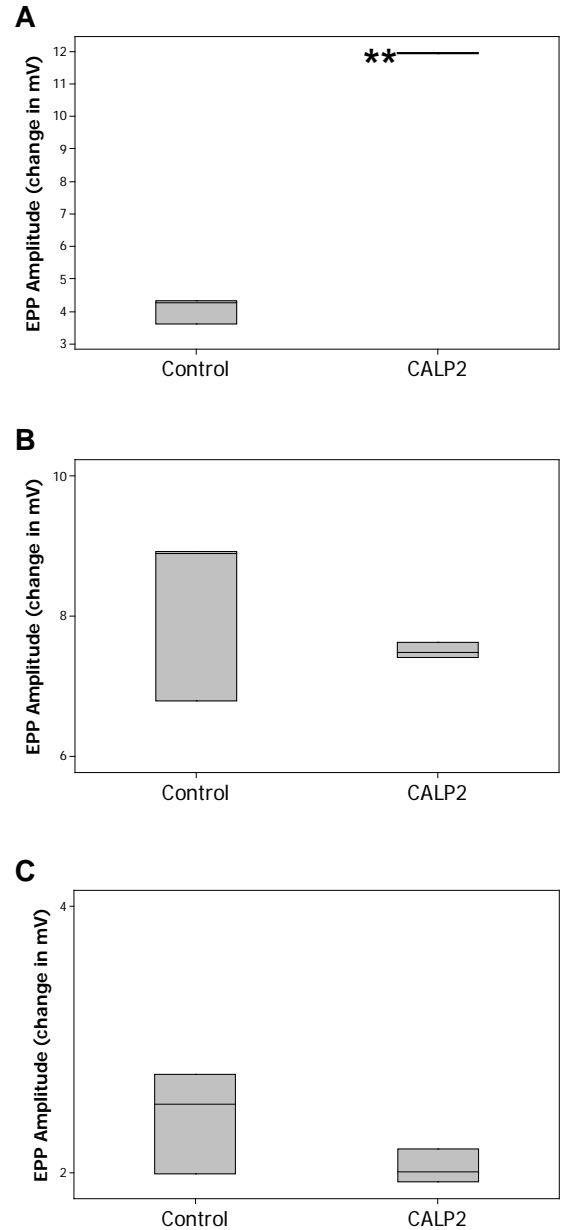 A
EPP Amplitude (change in mV)
12
11
10
9
8
7
6
5
4
3
**
Control CALP2
B
EPP Amplitude (change in mV)
10
8
6
Control CALP2
C
EPP Amplitude (change in mV)
4
2
Control CALP2